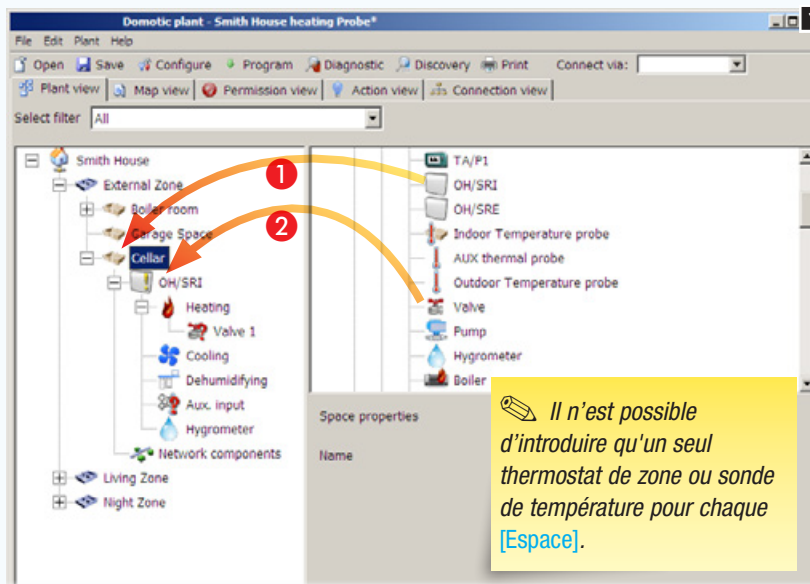 Domotic plant - Smith House heating Probe*
File Edit Plant Help
Open Save Configure Program Diagnostic Discovery Print Connect via:
Plant view Map view Permission view Action view Connection view
Select filter All
Smith House
External Zone
Boiler room
Garage Space
Cellar
OH/SRI
Heating
Valve 1
Cooling
Dehumidifying
Aux. input
Hygrometer
Network components
Living Zone
Night Zone
1
2
TA/P1
OH/SRI
OH/SRE
Indoor Temperature probe
AUX thermal probe
Outdoor Temperature probe
Valve
Pump
Hygrometer
Boiler
Space properties
Name
Il n’est possible
d’introduire qu'un seul
thermostat de zone ou sonde
de température pour chaque
[Espace].